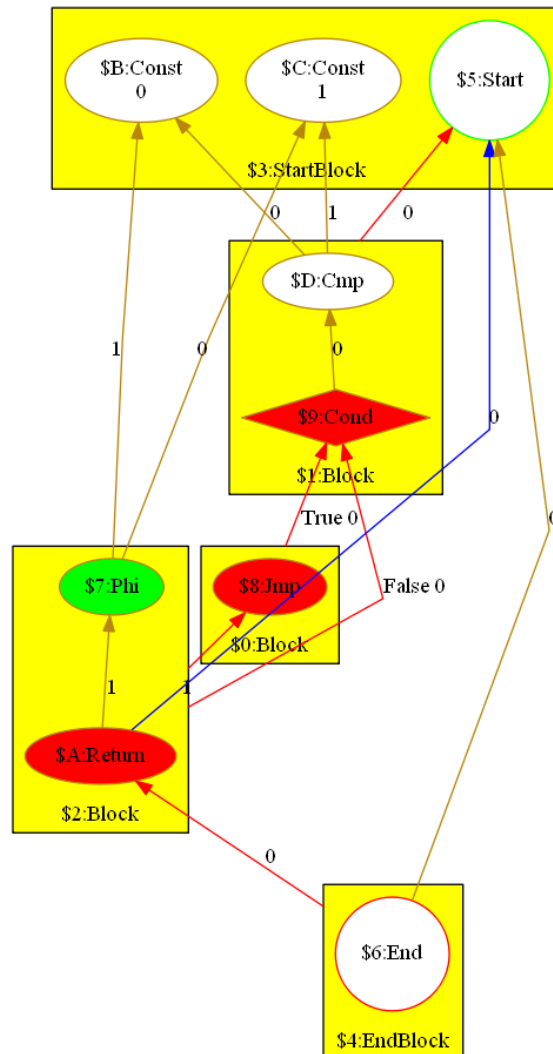 $B:Const
0
$C:Const
1
$5:Start
$3:StartBlock
0
1
0
$D:Cmp
1
0
0
$9:Cond
0
$1:Block
True 0
0
$7:Phi
$8:Jmp
False 0
$0:Block
1
1
$A:Return
$2:Block
0
$6:End
$4:EndBlock